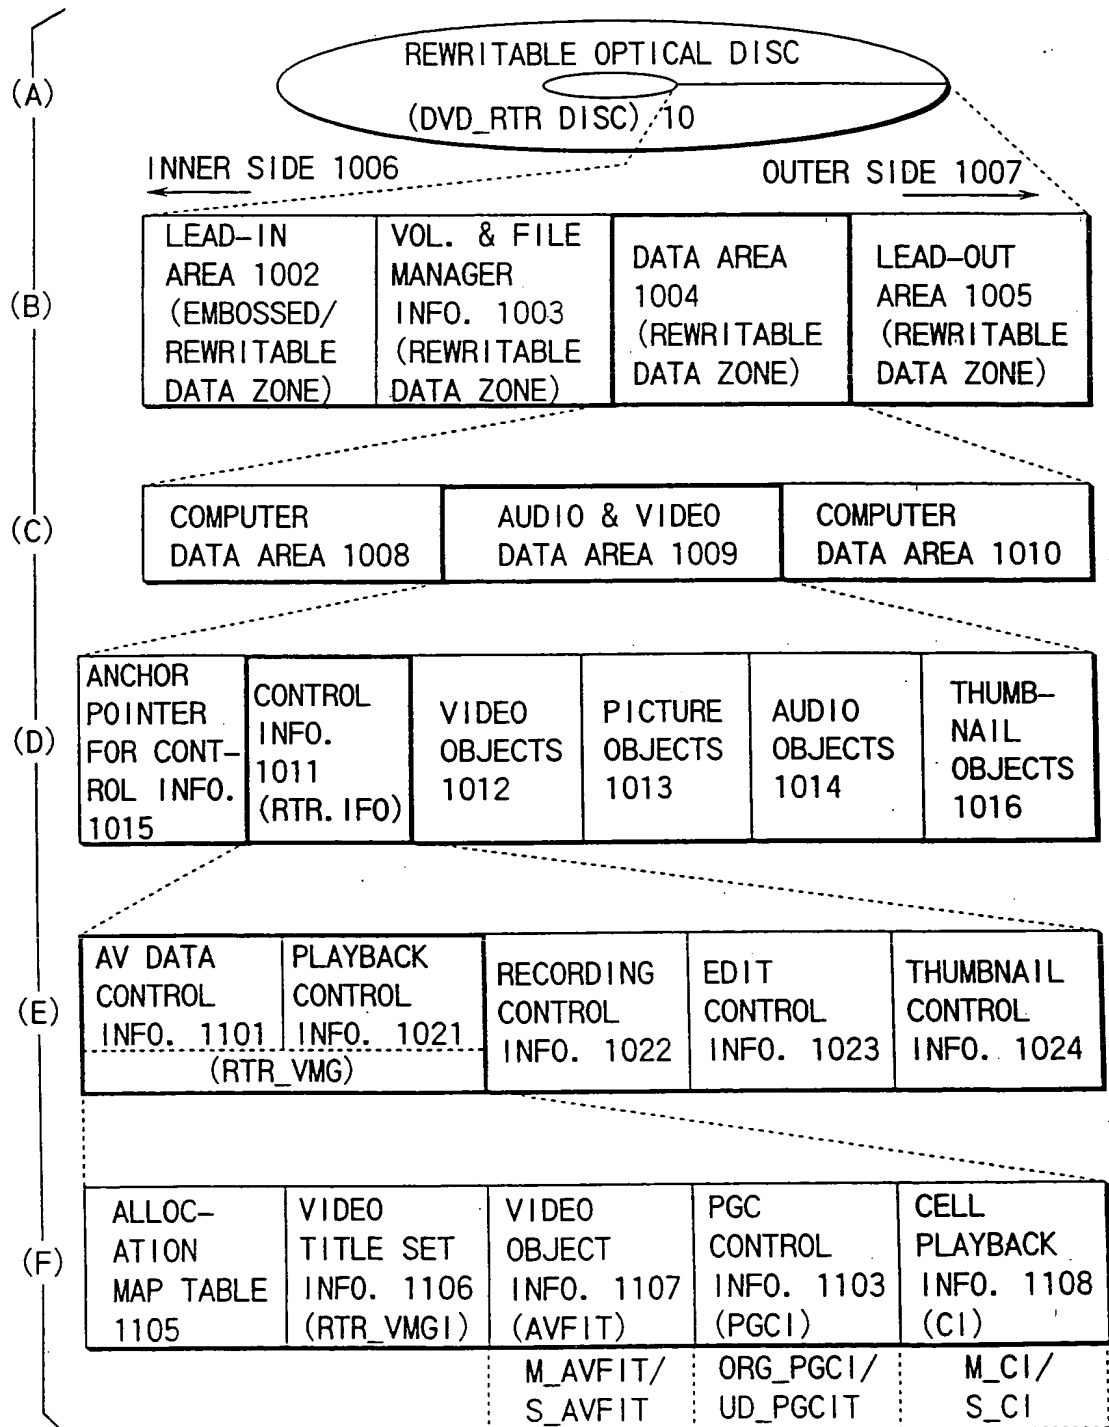 (A)
REWRITABLE OPTICAL DISC
(DVD_RTR DISC) 10
INNER SIDE 1006
OUTER SIDE 1007
(B)
LEAD-IN
AREA 1002
(EMBOSSED/
REWRITABLE
DATA ZONE)
VOL. & FILE
MANAGER
INFO. 1003
(REWRITABLE
DATA ZONE)
DATA AREA
1004
(REWRITABLE
DATA ZONE)
LEAD-OUT
AREA 1005
(REWRITABLE
DATA ZONE)
(C)
COMPUTER
DATA AREA 1008
AUDIO & VIDEO
DATA AREA 1009
COMPUTER
DATA AREA 1010
(D)
ANCHOR
POINTER
FOR CONT-
ROL INFO.
1015
CONTROL
INFO.
1011
(RTR.IFO)
VIDEO
OBJECTS
1012
PICTURE
OBJECTS
1013
AUDIO
OBJECTS
1014
THUMB-
NAIL
OBJECTS
1016
(E)
AV DATA
CONTROL
INFO. 1101
PLAYBACK
CONTROL
INFO. 1021
(RTR_VMG)
RECORDING
CONTROL
INFO. 1022
EDIT
CONTROL
INFO. 1023
THUMBNAIL
CONTROL
INFO. 1024
(F)
ALLOC-
ATION
MAP TABLE
1105
VIDEO
TITLE SET
INFO. 1106
(RTR_VMGI)
VIDEO
OBJECT
INFO. 1107
(AVFIT)
PGC
CONTROL
INFO. 1103
(PGCI)
CELL
PLAYBACK
INFO. 1108
(CI)
M_AVFIT/
S_AVFIT
ORG_PGCI/
UD_PGCIT
M_CI/
S_CI